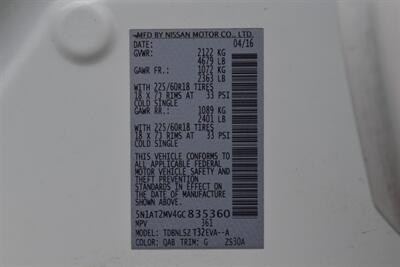 MFD BY NISSAN MOTOR CO., LTD.
DATE: 04/16
GVWR: 2122 KG
4679 LB
GAWR FR.: 1072 KG
2363 LB
WITH 225/60R18 TIRES
18 X 7J RIMS AT 33 PSI
COLD SINGLE
GAWR RR.: 1089 KG
2401 LB
WITH 225/60R18 TIRES
18 X 7J RIMS AT 33 PSI
COLD SINGLE
THIS VEHICLE CONFORMS TO
ALL APPLICABLE FEDERAL
MOTOR VEHICLE SAFETY AND
THEFT PREVENTION
STANDARDS IN EFFECT ON
THE DATE OF MANUFACTURE
SHOWN ABOVE.
5N1AT2MV4GC835360
MPV 361
MODEL: TDBNLSZ T32EVA--A
COLOR: QAB TRIM: G ZS30A